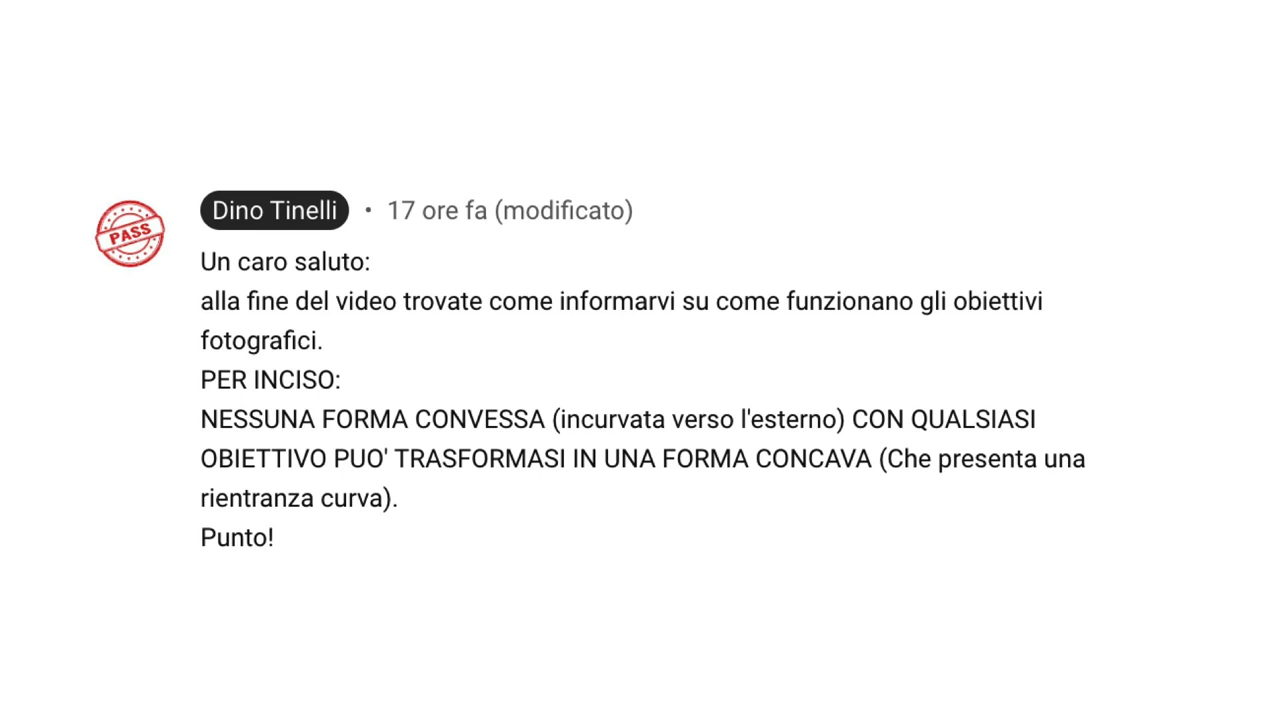 PASS
Dino Tinelli • 17 ore fa (modificato)
Un caro saluto:
alla fine del video trovate come informarvi su come funzionano gli obiettivi
fotografici.
PER INCISO:
NESSUNA FORMA CONVESSA (incurvata verso l'esterno) CON QUALSIASI
OBIETTIVO PUO' TRASFORMASI IN UNA FORMA CONCAVA (Che presenta una
rientranza curva).
Punto!